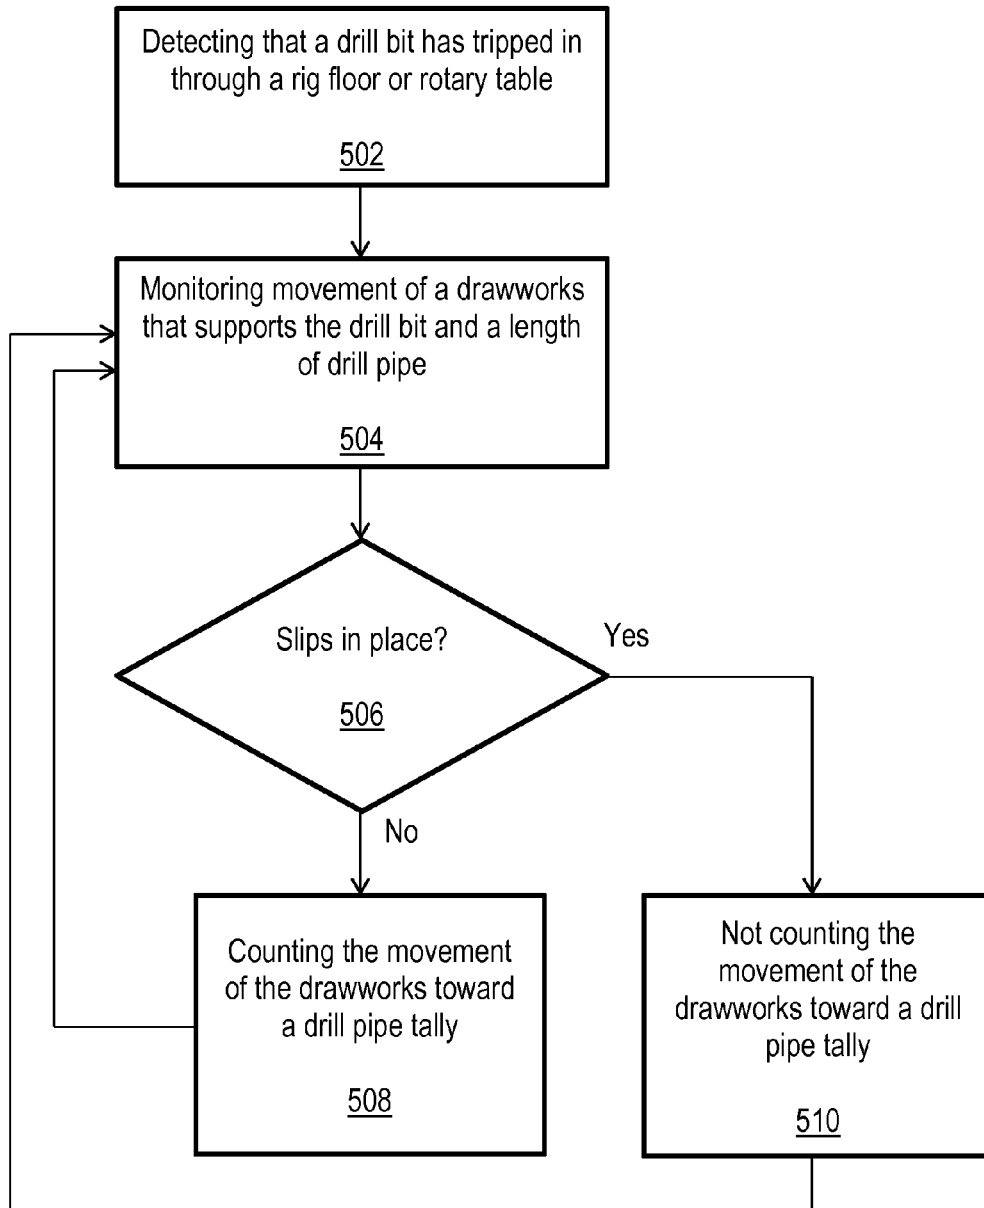 Detecting that a drill bit has tripped in
through a rig floor or rotary table
502
Monitoring movement of a drawworks
that supports the drill bit and a length
of drill pipe
504
Slips in place?
506
Yes
No
Counting the movement
of the drawworks toward
a drill pipe tally
508
Not counting the
movement of the
drawworks toward a drill
pipe tally
510